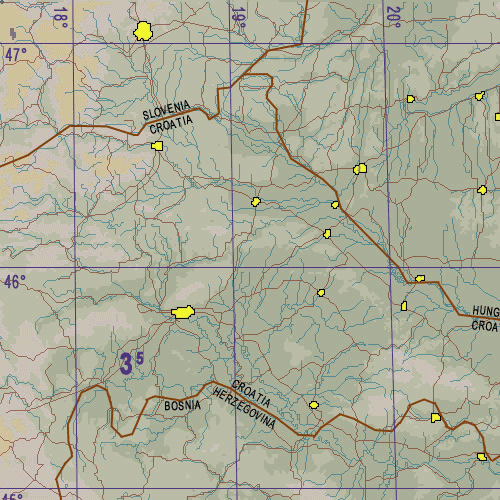 18°
19°
20°
47°
SLOVENIA
CROATIA
46°
HUNG
CROA
3⁵
CROATIA
BOSNIA
HERZEGOVINA
45°